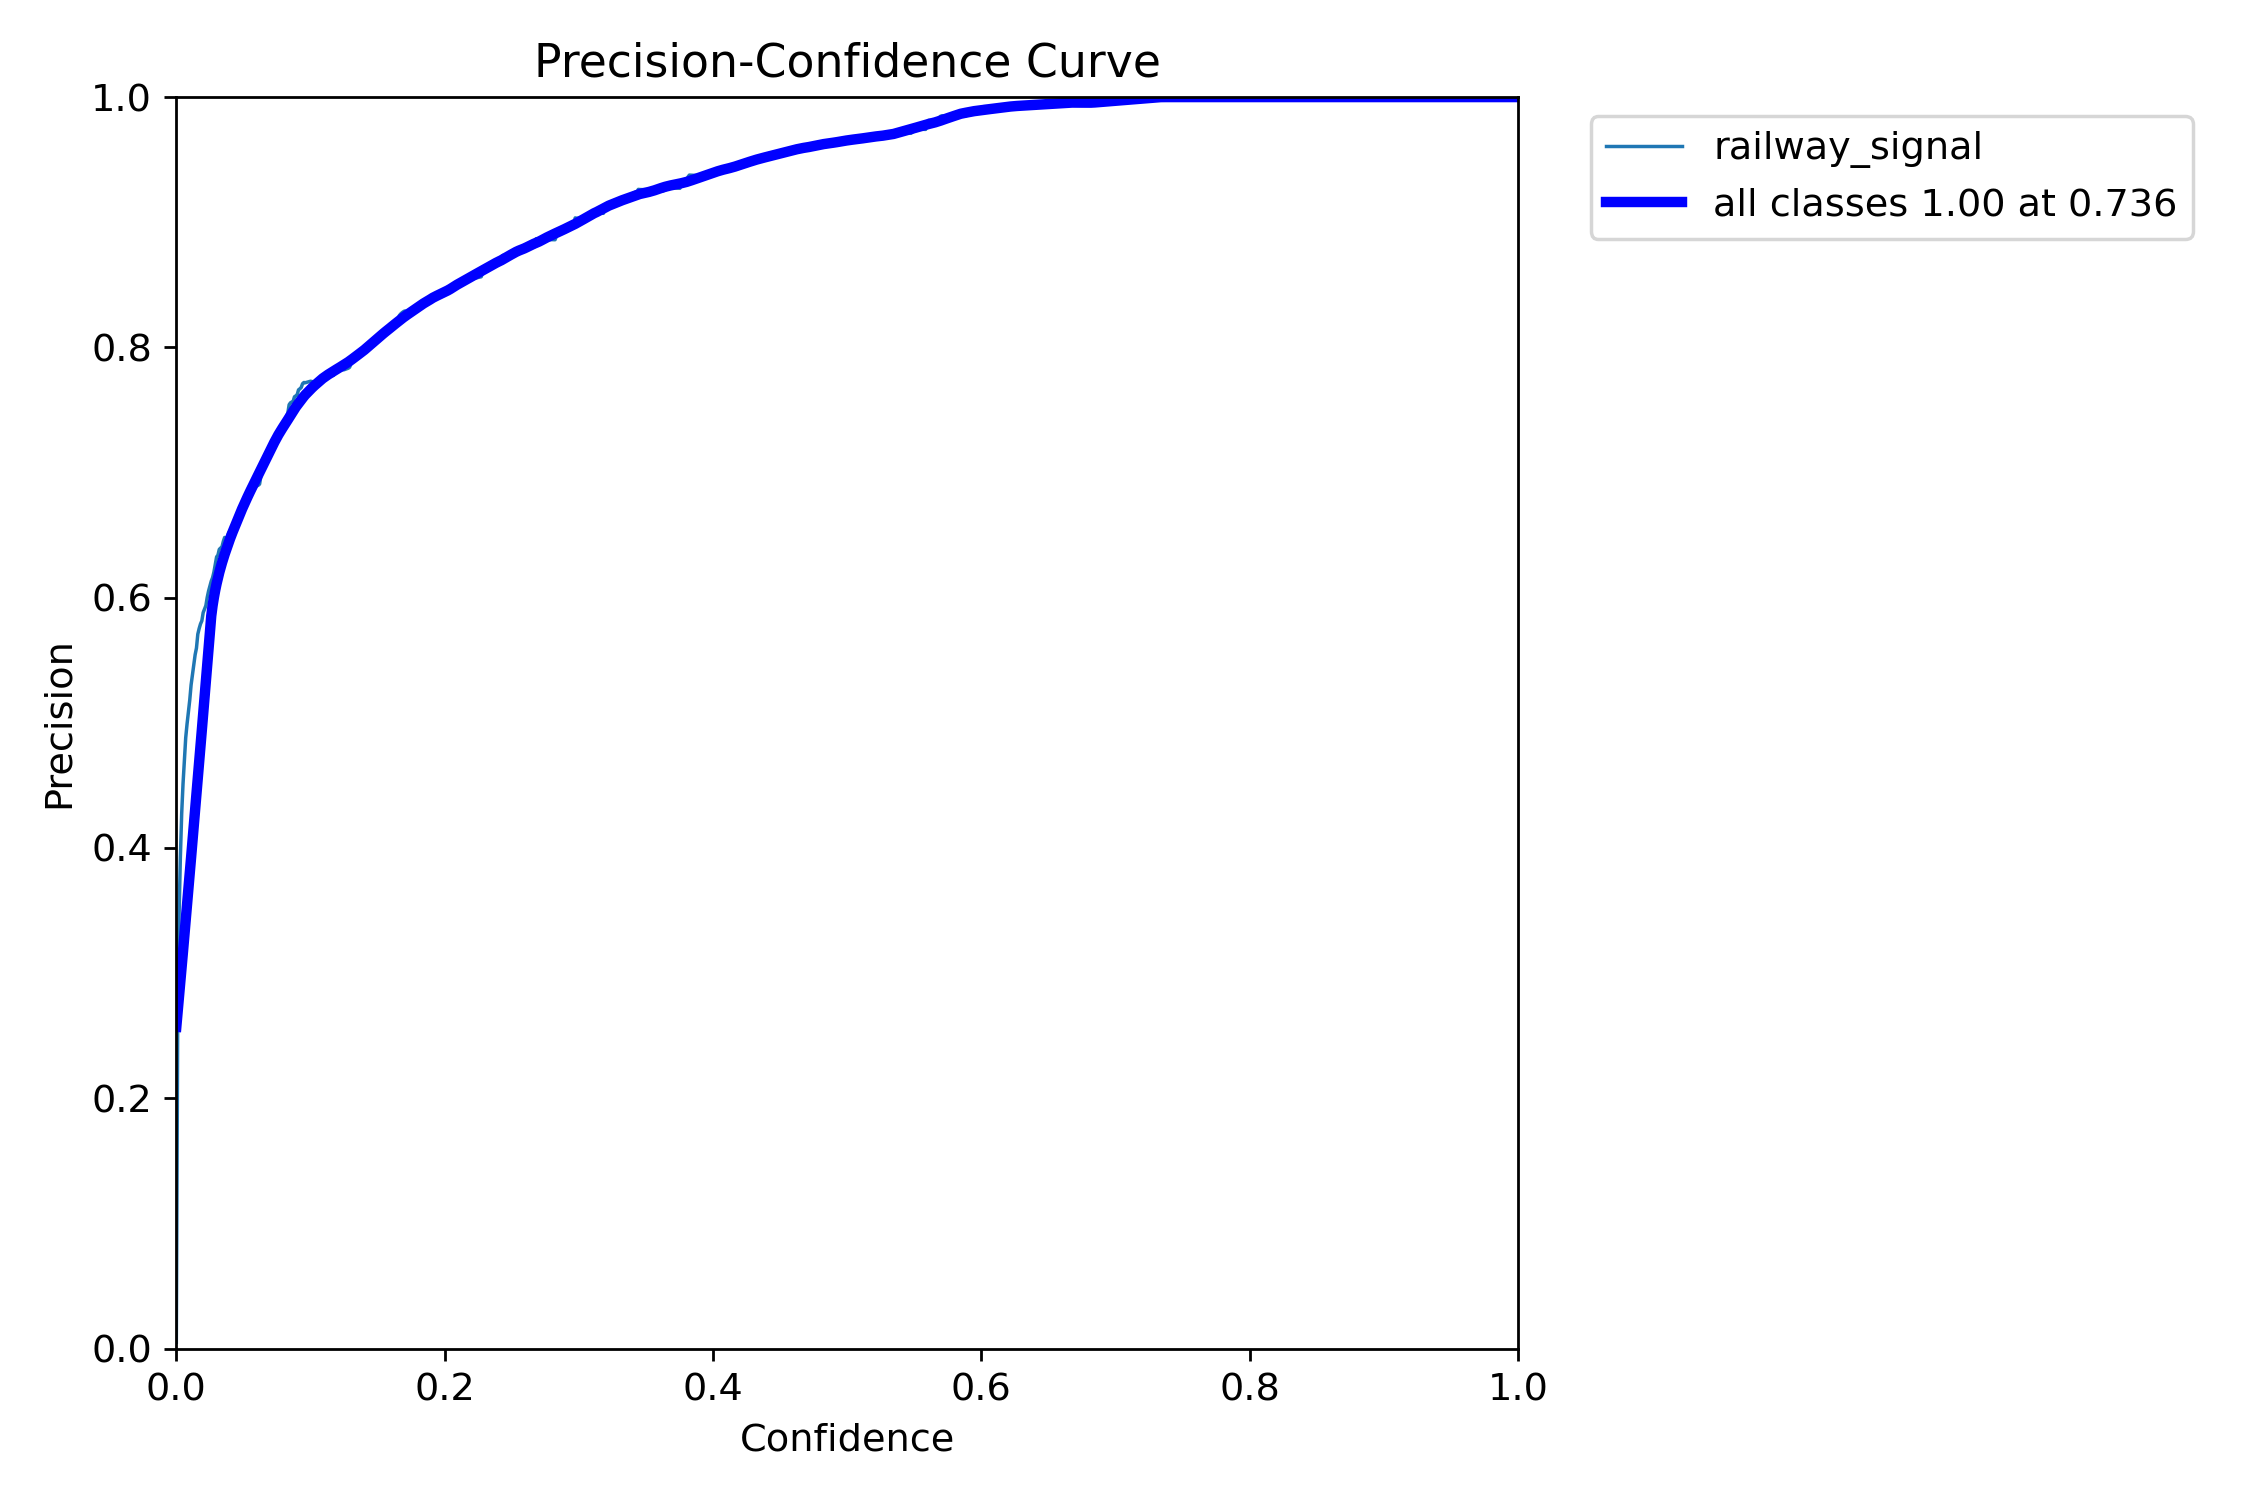 Precision-Confidence Curve
1.0
0.8
0.6
0.4
0.2
0.0
Precision
0.0 0.2 0.4 0.6 0.8 1.0
Confidence
railway_signal
all classes 1.00 at 0.736